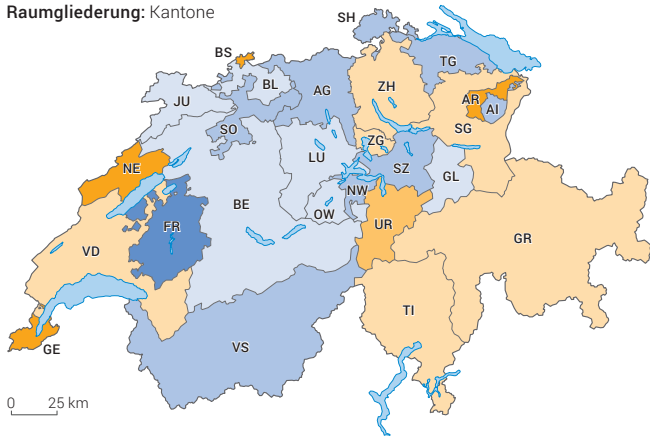 Raumgliederung: Kantone
SH
BS
TG
BL
ZH
AG
JU
AR
AI
SO
SG
ZG
LU
NE
SZ
GL
NW
BE
OW
FR
UR
GR
VD
TI
VS
GE
0 25 km